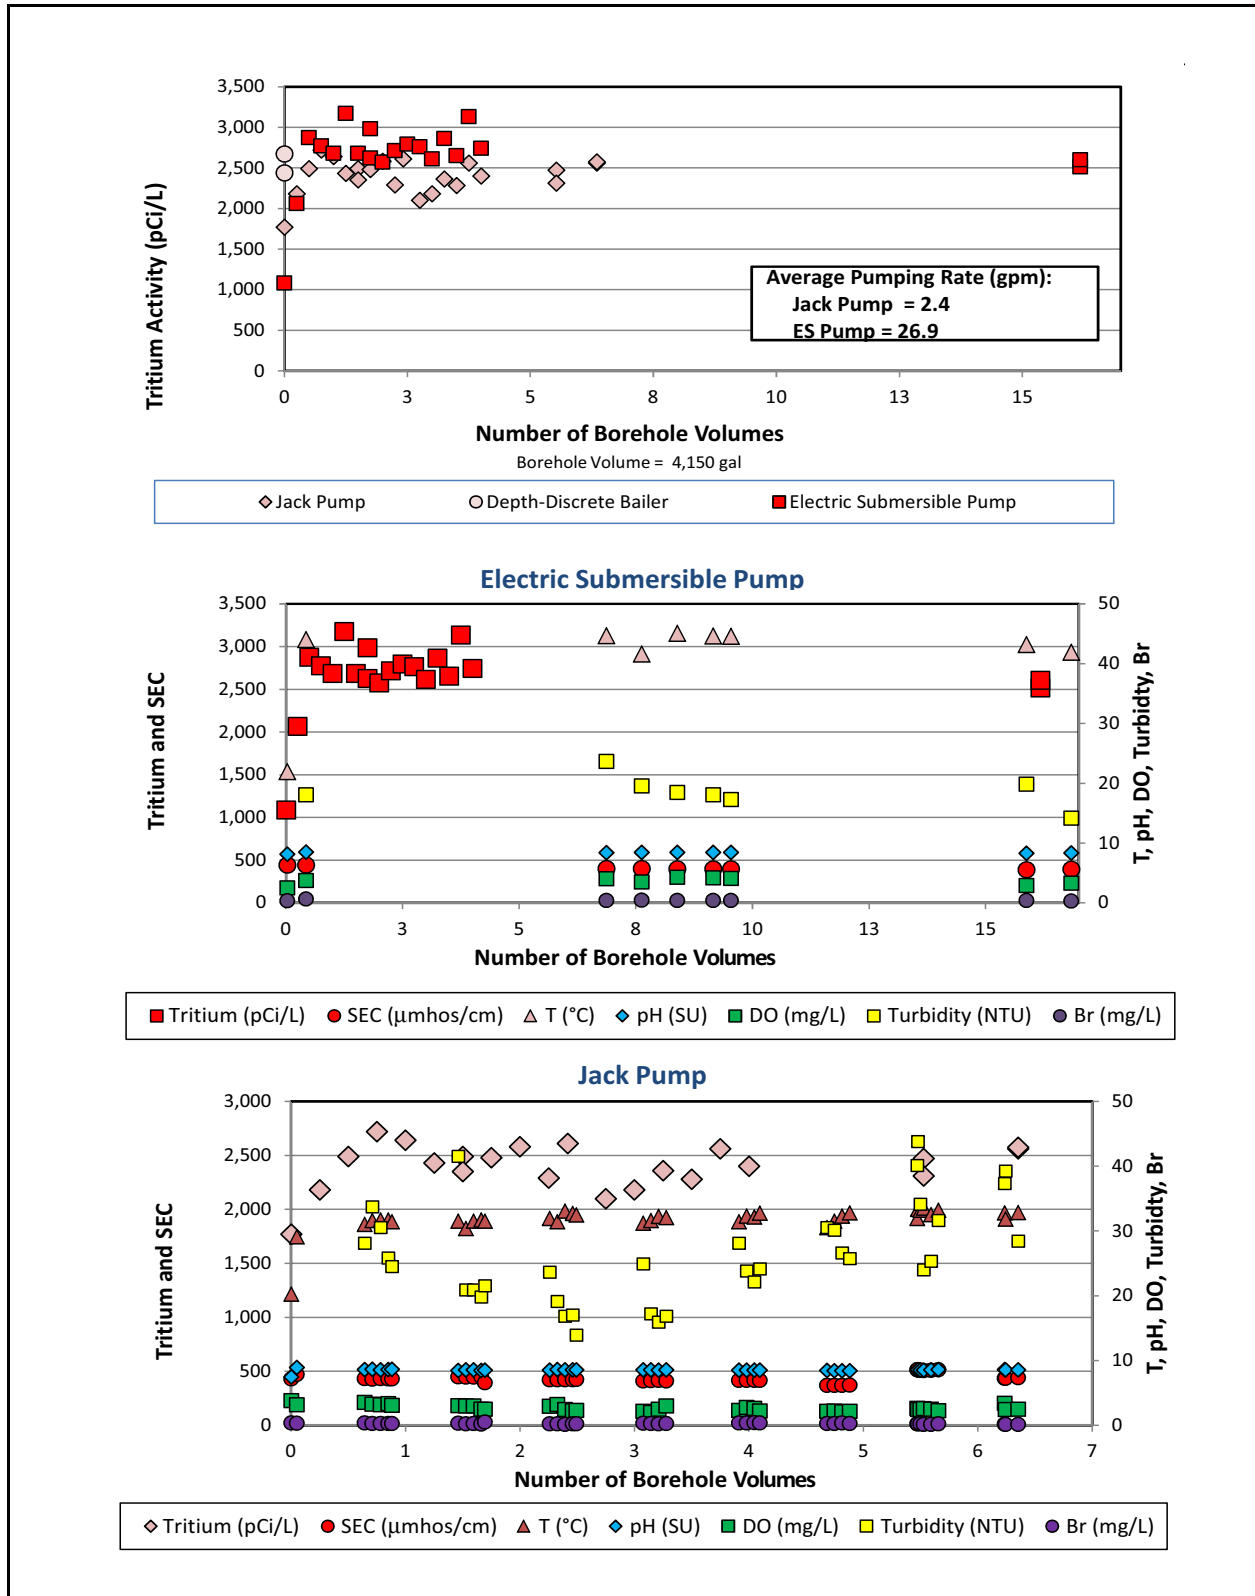 3,500
3,000
2,500
2,000
1,500
1,000
500
0
Tritium Activity (pCi/L)
Average Pumping Rate (gpm):
Jack Pump = 2.4
ES Pump = 26.9
0 3 5 8 10 13 15
Number of Borehole Volumes
Borehole Volume = 4,150 gal
Jack Pump Depth-Discrete Bailer Electric Submersible Pump
Electric Submersible Pump
3,500
3,000
2,500
2,000
1,500
1,000
500
0
Tritium and SEC
50
40
30
20
10
0
T, pH, DO, Turbidty, Br
0 3 5 8 10 13 15
Number of Borehole Volumes
Tritium (pCi/L) SEC (µmhos/cm) T (°C) pH (SU) DO (mg/L) Turbidity (NTU) Br (mg/L)
Jack Pump
3,000
2,500
2,000
1,500
1,000
500
0
Tritium and SEC
50
40
30
20
10
0
T, pH, DO, Turbidity, Br
0 1 2 3 4 5 6 7
Number of Borehole Volumes
Tritium (pCi/L) SEC (µmhos/cm) T (°C) pH (SU) DO (mg/L) Turbidity (NTU) Br (mg/L)